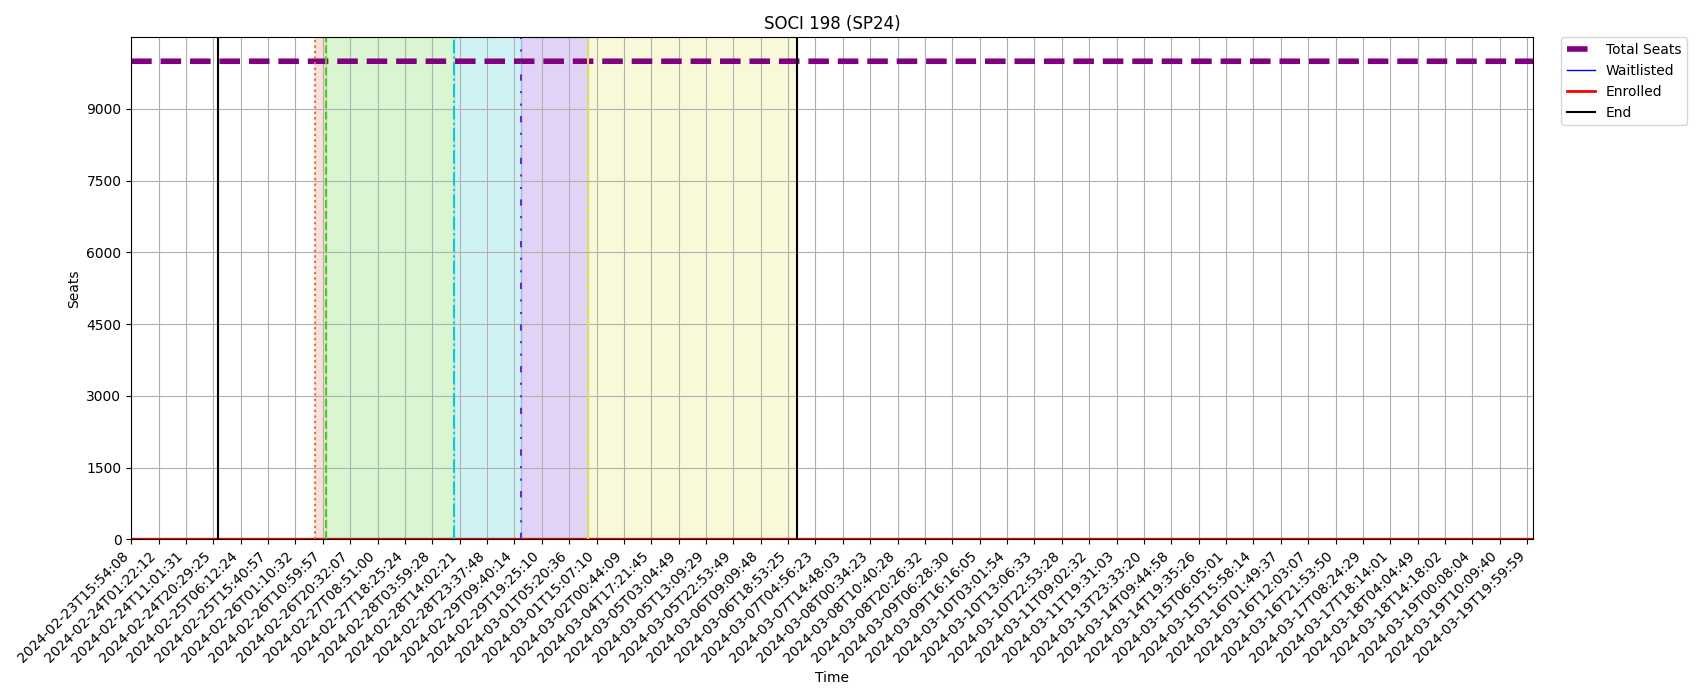 SOCI 198 (SP24)
Total Seats
Waitlisted
Enrolled
End
9000
7500
6000
4500
3000
1500
0
Seats
2024-02-23T15:54:08
2024-02-24T01:22:12
2024-02-24T11:01:31
2024-02-24T20:29:25
2024-02-25T06:12:24
2024-02-25T15:40:57
2024-02-26T01:10:32
2024-02-26T10:59:57
2024-02-26T20:32:07
2024-02-27T08:51:00
2024-02-27T18:25:24
2024-02-28T03:59:28
2024-02-28T14:02:21
2024-02-28T23:37:48
2024-02-29T09:40:14
2024-02-29T19:25:10
2024-03-01T05:20:36
2024-03-01T15:07:10
2024-03-02T00:44:09
2024-03-04T17:21:45
2024-03-05T03:04:49
2024-03-05T13:09:29
2024-03-05T22:53:49
2024-03-06T09:09:48
2024-03-06T18:53:25
2024-03-07T04:56:23
2024-03-07T14:48:03
2024-03-08T00:34:23
2024-03-08T10:40:28
2024-03-08T20:26:32
2024-03-09T06:28:30
2024-03-09T16:16:05
2024-03-10T03:01:54
2024-03-10T13:06:33
2024-03-10T22:53:28
2024-03-11T09:02:32
2024-03-11T19:31:03
2024-03-13T23:33:20
2024-03-14T09:44:58
2024-03-14T19:35:26
2024-03-15T06:05:01
2024-03-15T15:58:14
2024-03-16T01:49:37
2024-03-16T12:03:07
2024-03-16T21:53:50
2024-03-17T08:24:29
2024-03-17T18:14:01
2024-03-18T04:04:49
2024-03-18T14:18:02
2024-03-19T00:08:04
2024-03-19T10:09:40
2024-03-19T19:59:59
Time